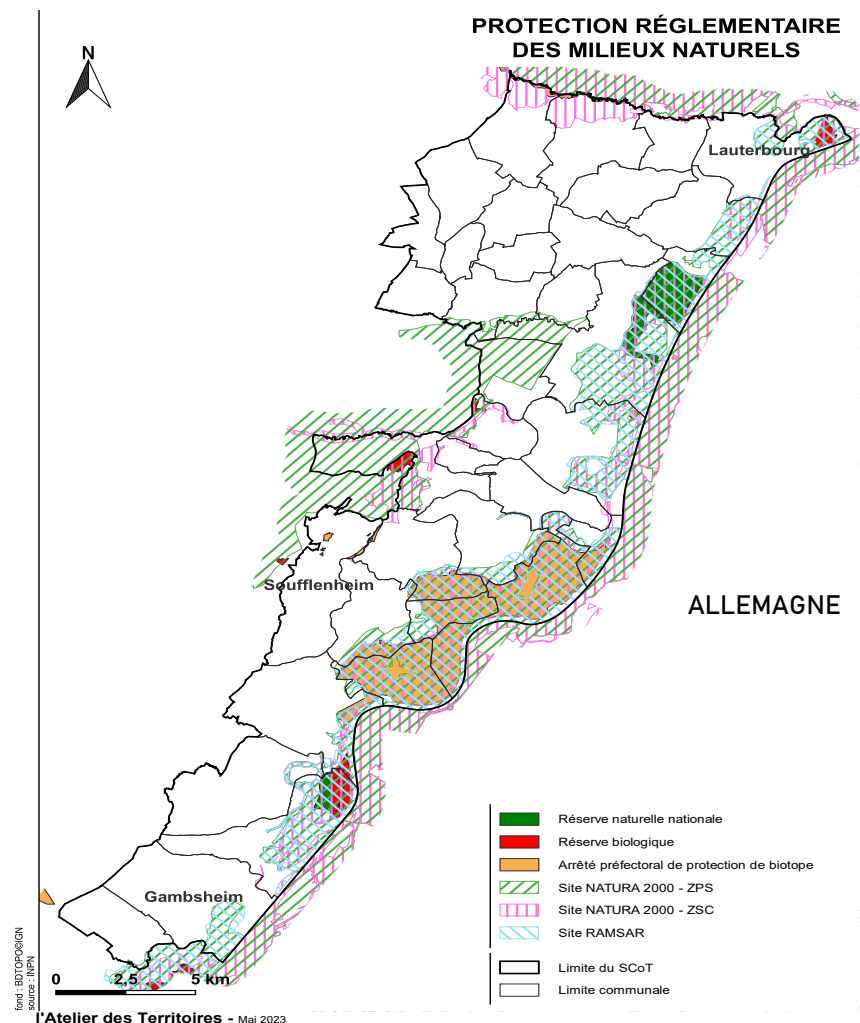 PROTECTION RÉGLEMENTAIRE
DES MILIEUX NATURELS
N
Lauterbourg
Soufflenheim
ALLEMAGNE
Gambsheim
Réserve naturelle nationale
Réserve biologique
Arrêté préfectoral de protection de biotope
Site NATURA 2000 - ZPS
Site NATURA 2000 - ZSC
Site RAMSAR
Limite du SCoT
Limite communale
0 2,5 5 km
fond : BDTOPO©IGN
source : INPN
l'Atelier des Territoires - Mai 2023